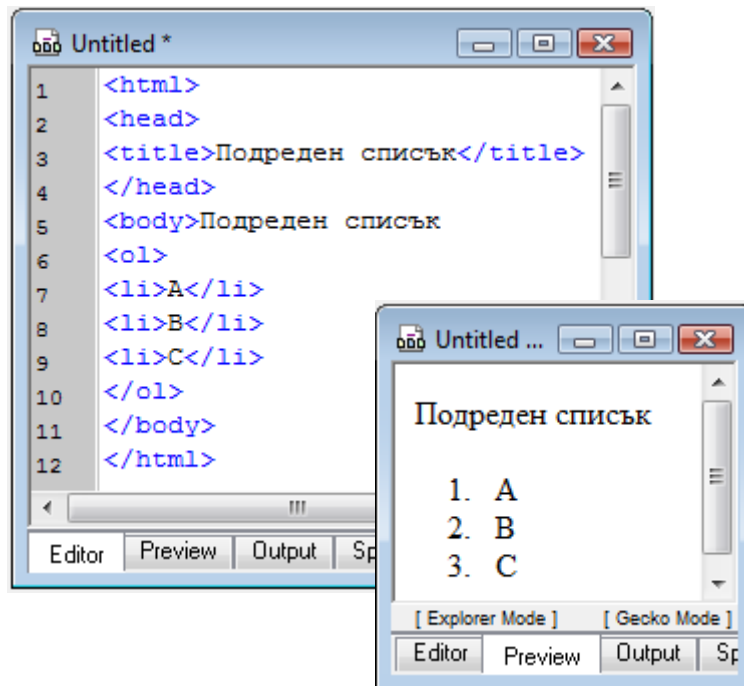 Untitled *
1 <html>
2 <head>
3 <title>Подреден списък</title>
4 </head>
5 <body>Подреден списък
6 <ol>
7 <li>A</li>
8 <li>B</li>
9 <li>C</li>
10 </ol>
11 </body>
12 </html>
Editor Preview Output Sp
Untitled ...
Подреден списък
1. A
2. B
3. C
[ Explorer Mode ] [ Gecko Mode ]
Editor Preview Output Sp